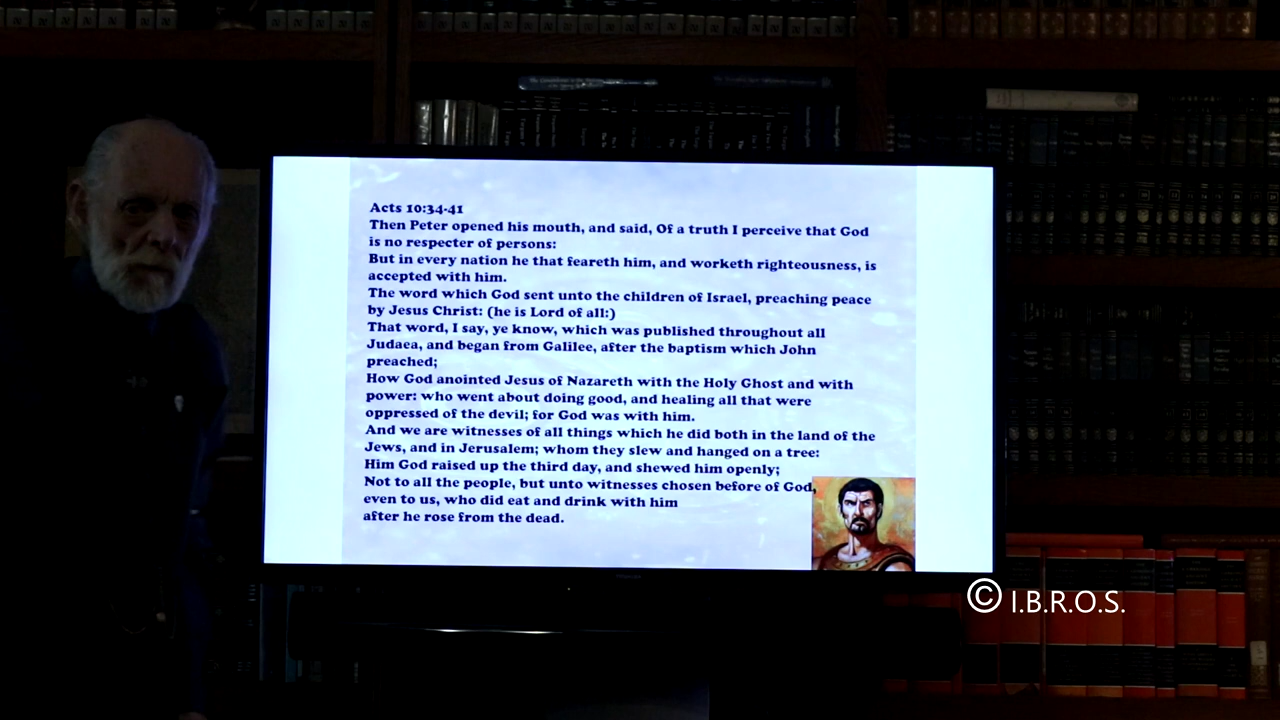 Acts 10:34-41
Then Peter opened his mouth, and said, Of a truth I perceive that God
is no respecter of persons:
But in every nation he that feareth him, and worketh righteousness, is
accepted with him.
The word which God sent unto the children of Israel, preaching peace
by Jesus Christ: (he is Lord of all:)
That word, I say, ye know, which was published throughout all
Judaea, and began from Galilee, after the baptism which John
preached;
How God anointed Jesus of Nazareth with the Holy Ghost and with
power: who went about doing good, and healing all that were
oppressed of the devil; for God was with him.
And we are witnesses of all things which he did both in the land of the
Jews, and in Jerusalem; whom they slew and hanged on a tree:
Him God raised up the third day, and shewed him openly;
Not to all the people, but unto witnesses chosen before of God,
even to us, who did eat and drink with him
after he rose from the dead.
© I.B.R.O.S.